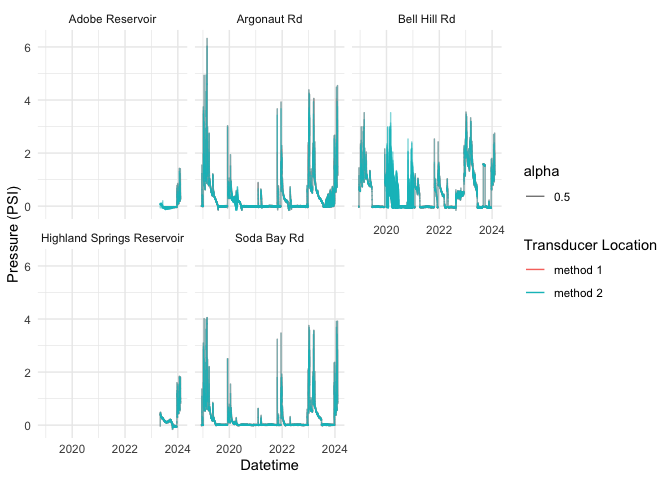 Adobe Reservoir
Argonaut Rd
Bell Hill Rd
6
4
2
0
2020
2022
2024
Highland Springs Reservoir
Soda Bay Rd
6
4
2
0
2020
2022
2024
2020
2022
2024
Pressure (PSI)
Datetime
alpha
0.5
Transducer Location
method 1
method 2